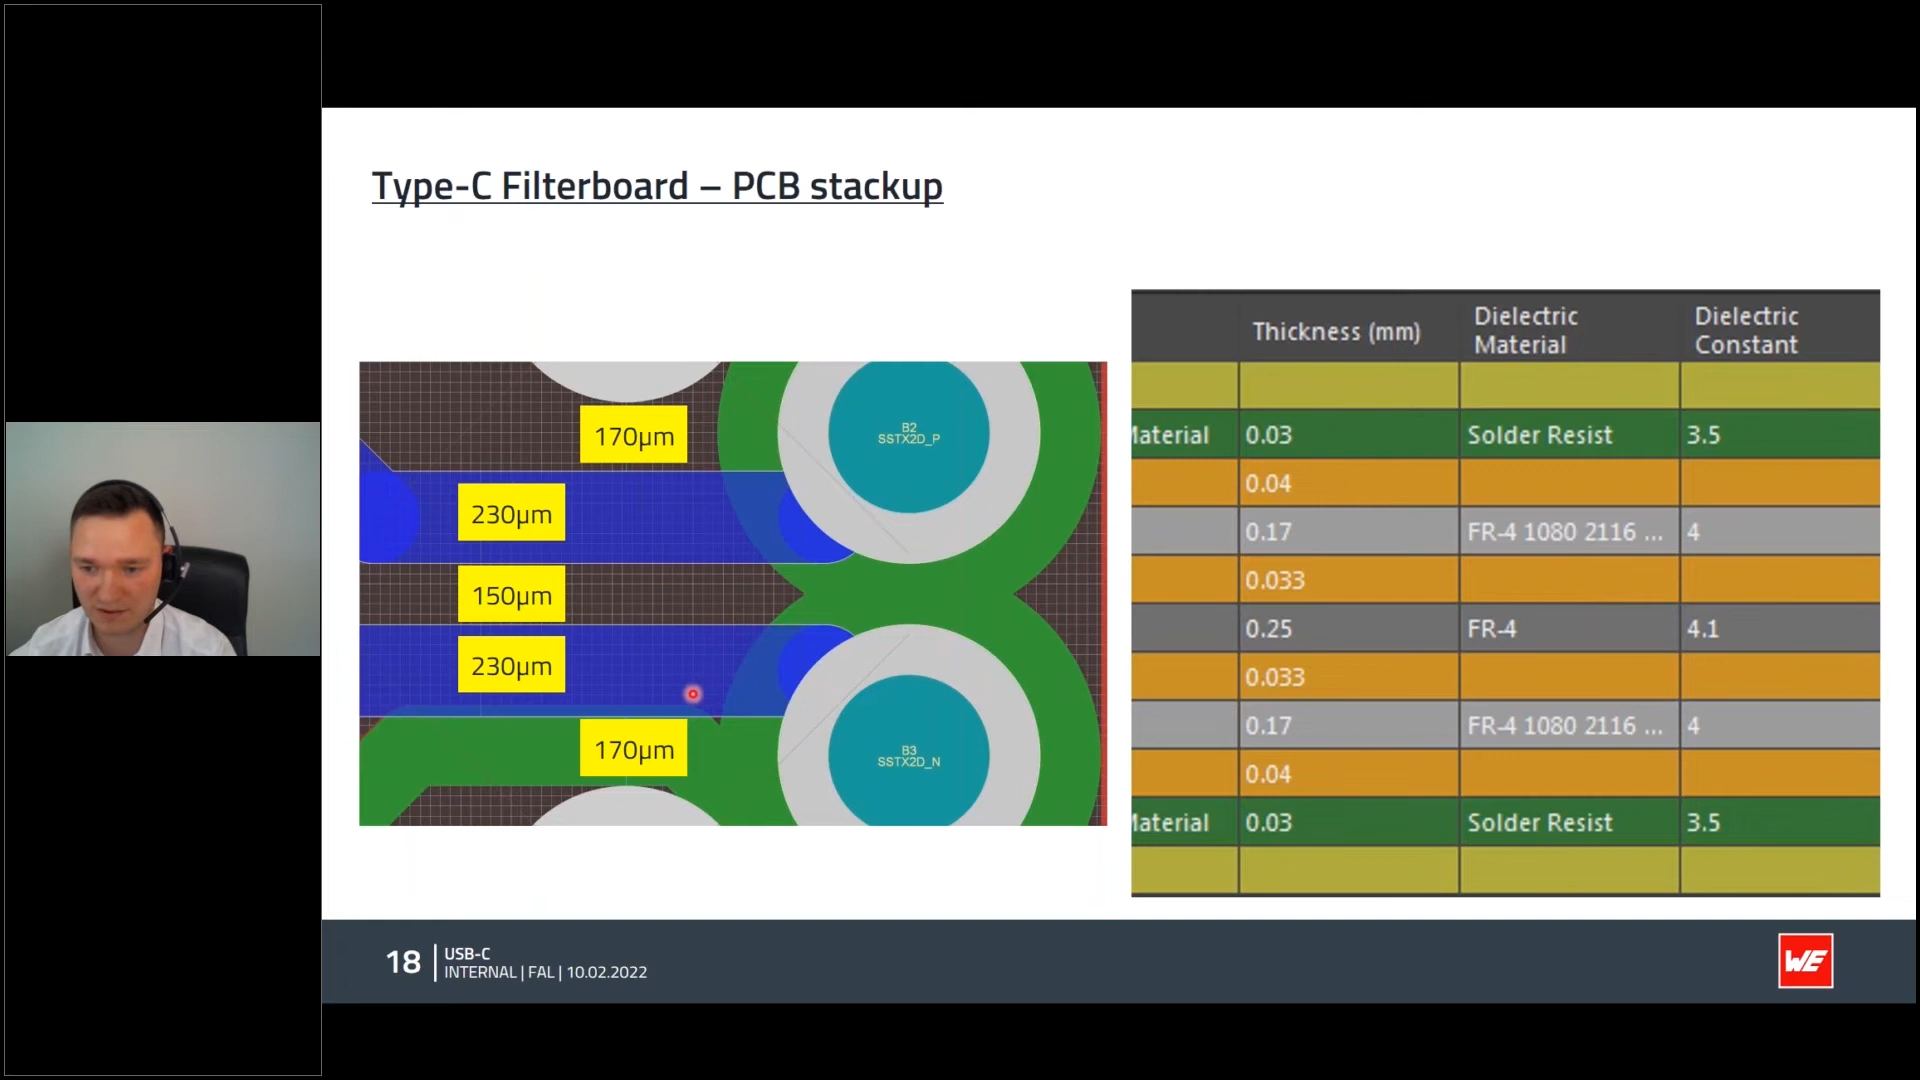 Type-C Filterboard – PCB stackup
170µm
230µm
150µm
230µm
170µm
B2
SSTX2D_P
B3
SSTX2D_N
Thickness (mm) Dielectric Material Dielectric Constant
Material 0.03 Solder Resist 3.5
0.04
0.17 FR-4 1080 2116 ... 4
0.033
0.25 FR-4 4.1
0.033
0.17 FR-4 1080 2116 ... 4
0.04
Material 0.03 Solder Resist 3.5
18
USB-C
INTERNAL | FAL | 10.02.2022
WE